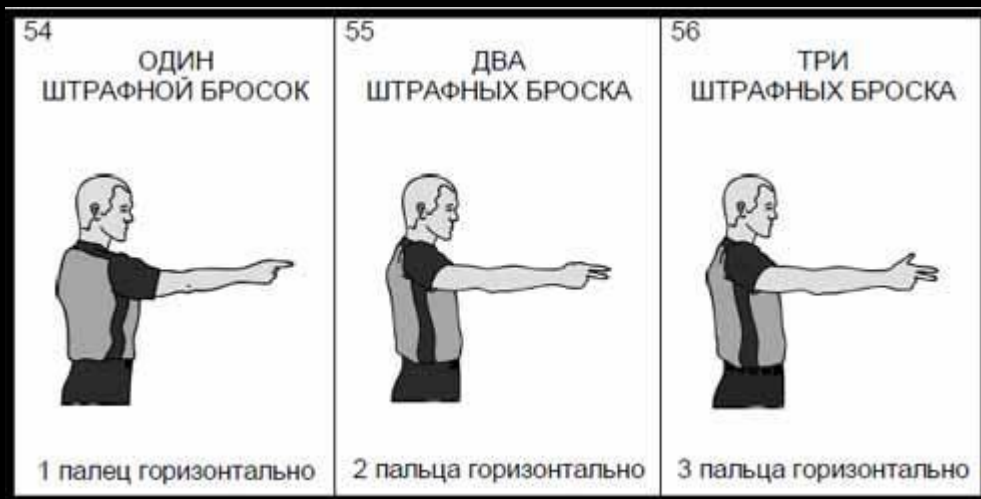 54
ОДИН
ШТРАФНОЙ БРОСОК
1 палец горизонтально
55
ДВА
ШТРАФНЫХ БРОСКА
2 пальца горизонтально
56
ТРИ
ШТРАФНЫХ БРОСКА
3 пальца горизонтально